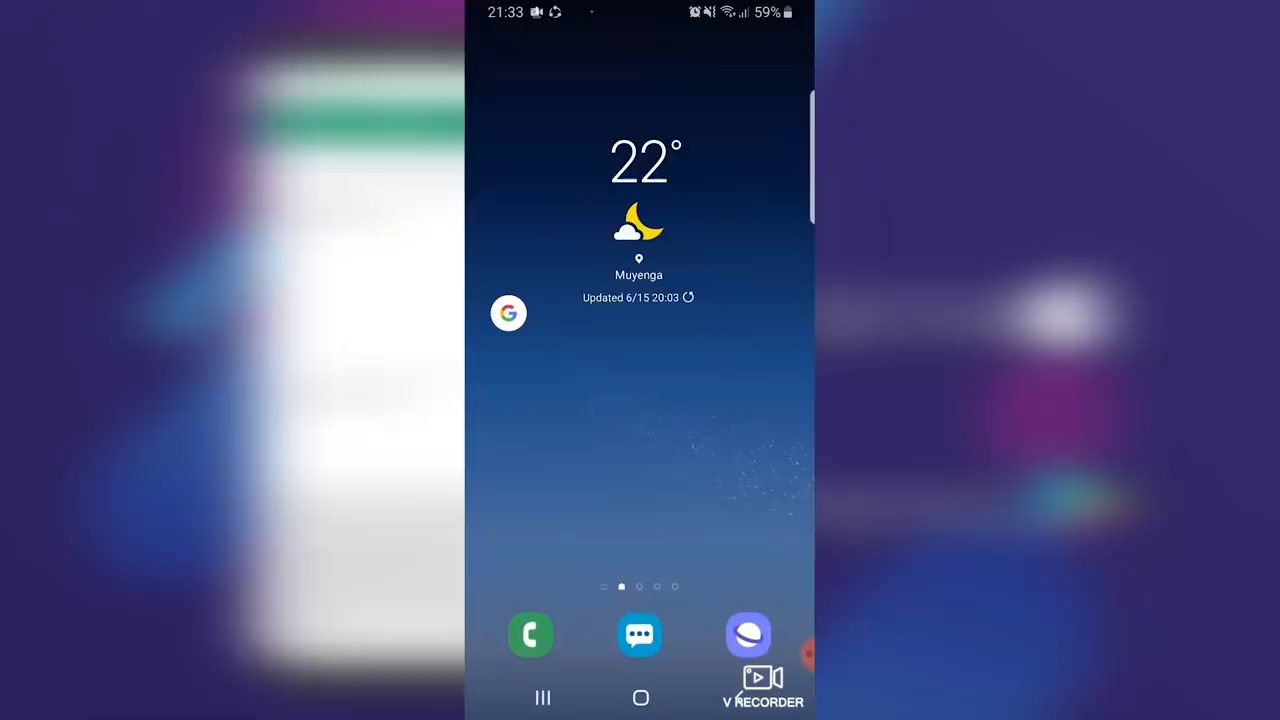 21:33
59%
22°
Muyenga
Updated 6/15 20:03
V RECORDER